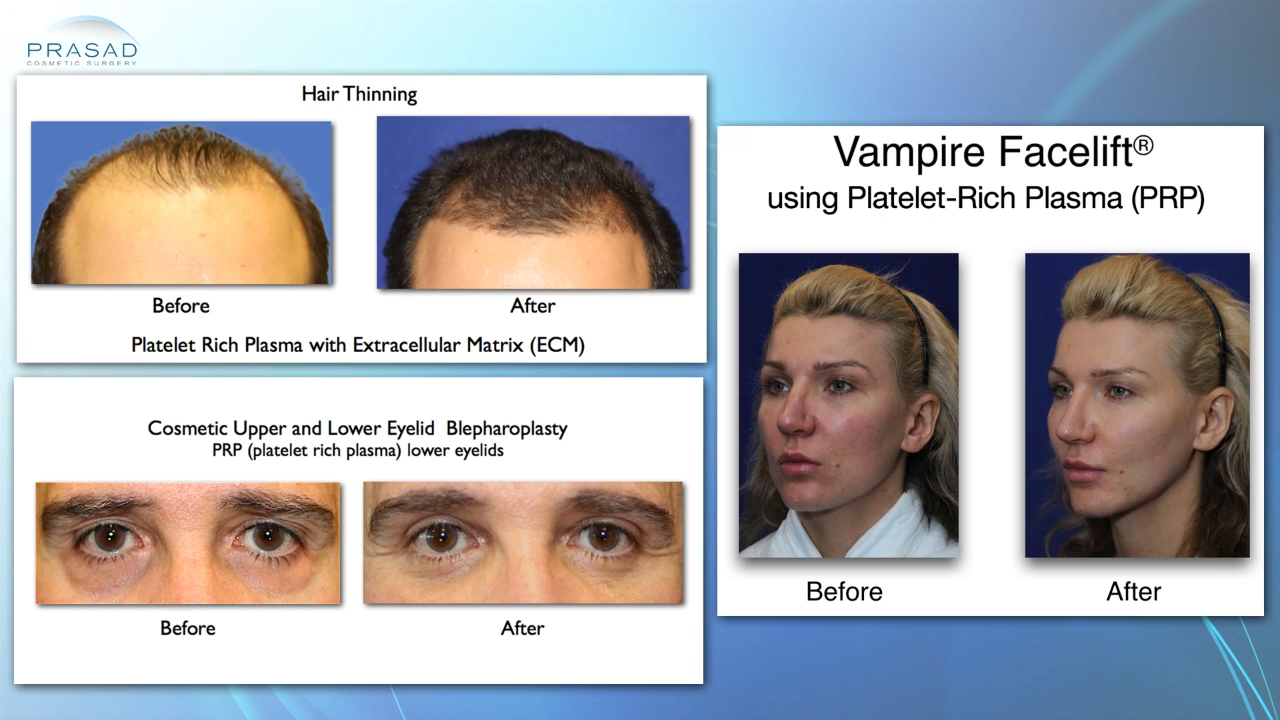 PRASAD
COSMETIC SURGERY
Hair Thinning
Before
After
Platelet Rich Plasma with Extracellular Matrix (ECM)
Cosmetic Upper and Lower Eyelid Blepharoplasty
PRP (platelet rich plasma) lower eyelids
Before
After
Vampire Facelift®
using Platelet-Rich Plasma (PRP)
Before
After